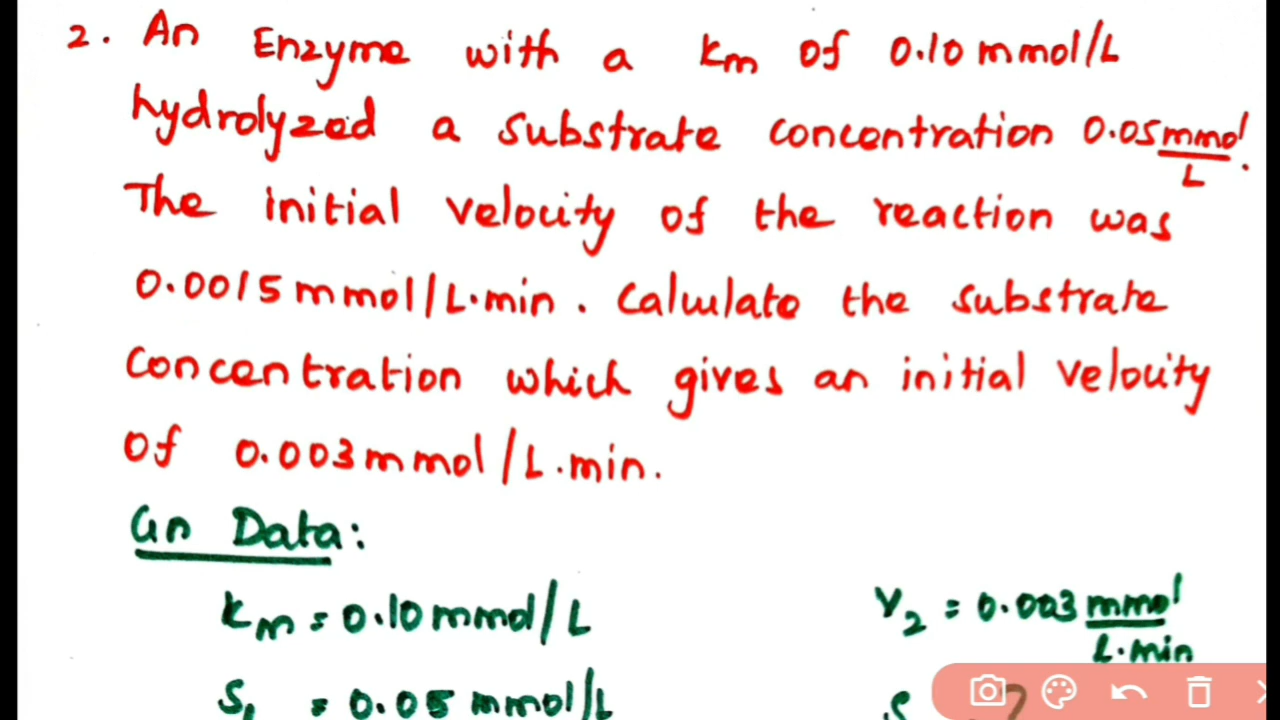 2. An Enzyme with a Km of 0.10 mmol/L
hydrolyzed a substrate concentration 0.05 mmol/L.
The initial velocity of the reaction was
0.0015 mmol/L.min. Calculate the substrate
concentration which gives an initial velocity
of 0.003 mmol/L.min.
Gn Data:
Km = 0.10 mmol/L
V2 = 0.003 mmol/L.min
S1 = 0.05 mmol/L